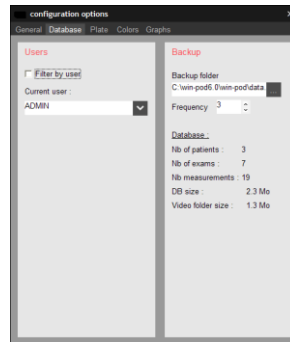 configuration options
General Database Plate Colors Graphs
Users
Filter by user
Current user :
ADMIN
Backup
Backup folder
C:\win-pod6.0\win-pod\data.
...
Frequency 3
Database :
Nb of patients : 3
Nb of exams : 7
Nb measurements : 19
DB size : 2.3 Mo
Video folder size : 1.3 Mo